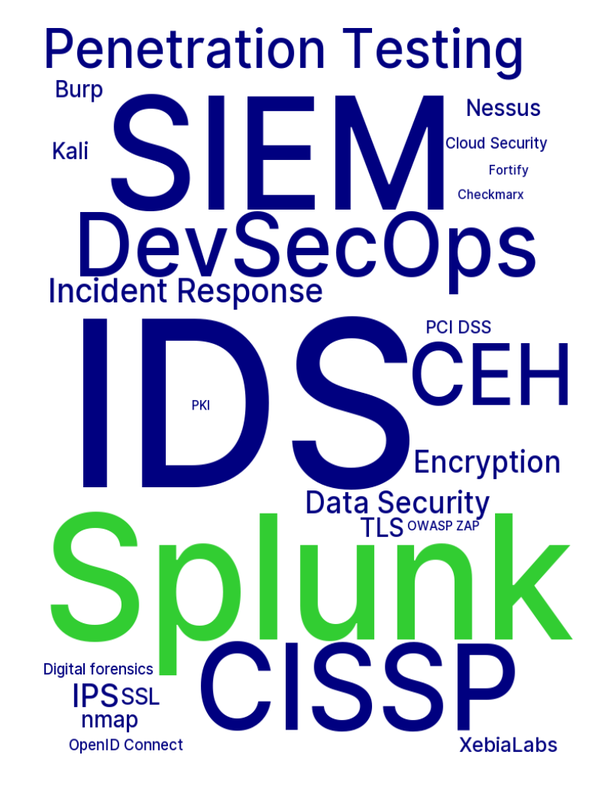 Penetration Testing
Burp
SIEM
Nessus
Kali
Cloud Security
Fortify
Checkmarx
DevSecOps
Incident Response
IDS
PCI DSS
CEH
PKI
Encryption
Data Security
TLS
OWASP ZAP
Splunk
CISSP
Digital forensics
IPS
SSL
nmap
OpenID Connect
XebiaLabs